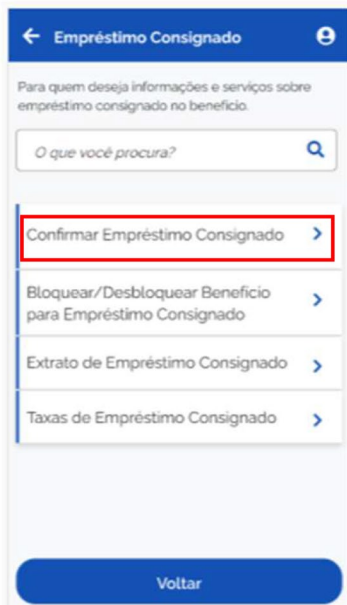 Empréstimo Consignado
Para quem deseja informações e serviços sobre
empréstimo consignado no benefício.
O que você procura?
Confirmar Empréstimo Consignado
Bloquear/Desbloquear Benefício
para Empréstimo Consignado
Extrato de Empréstimo Consignado
Taxas de Empréstimo Consignado
Voltar